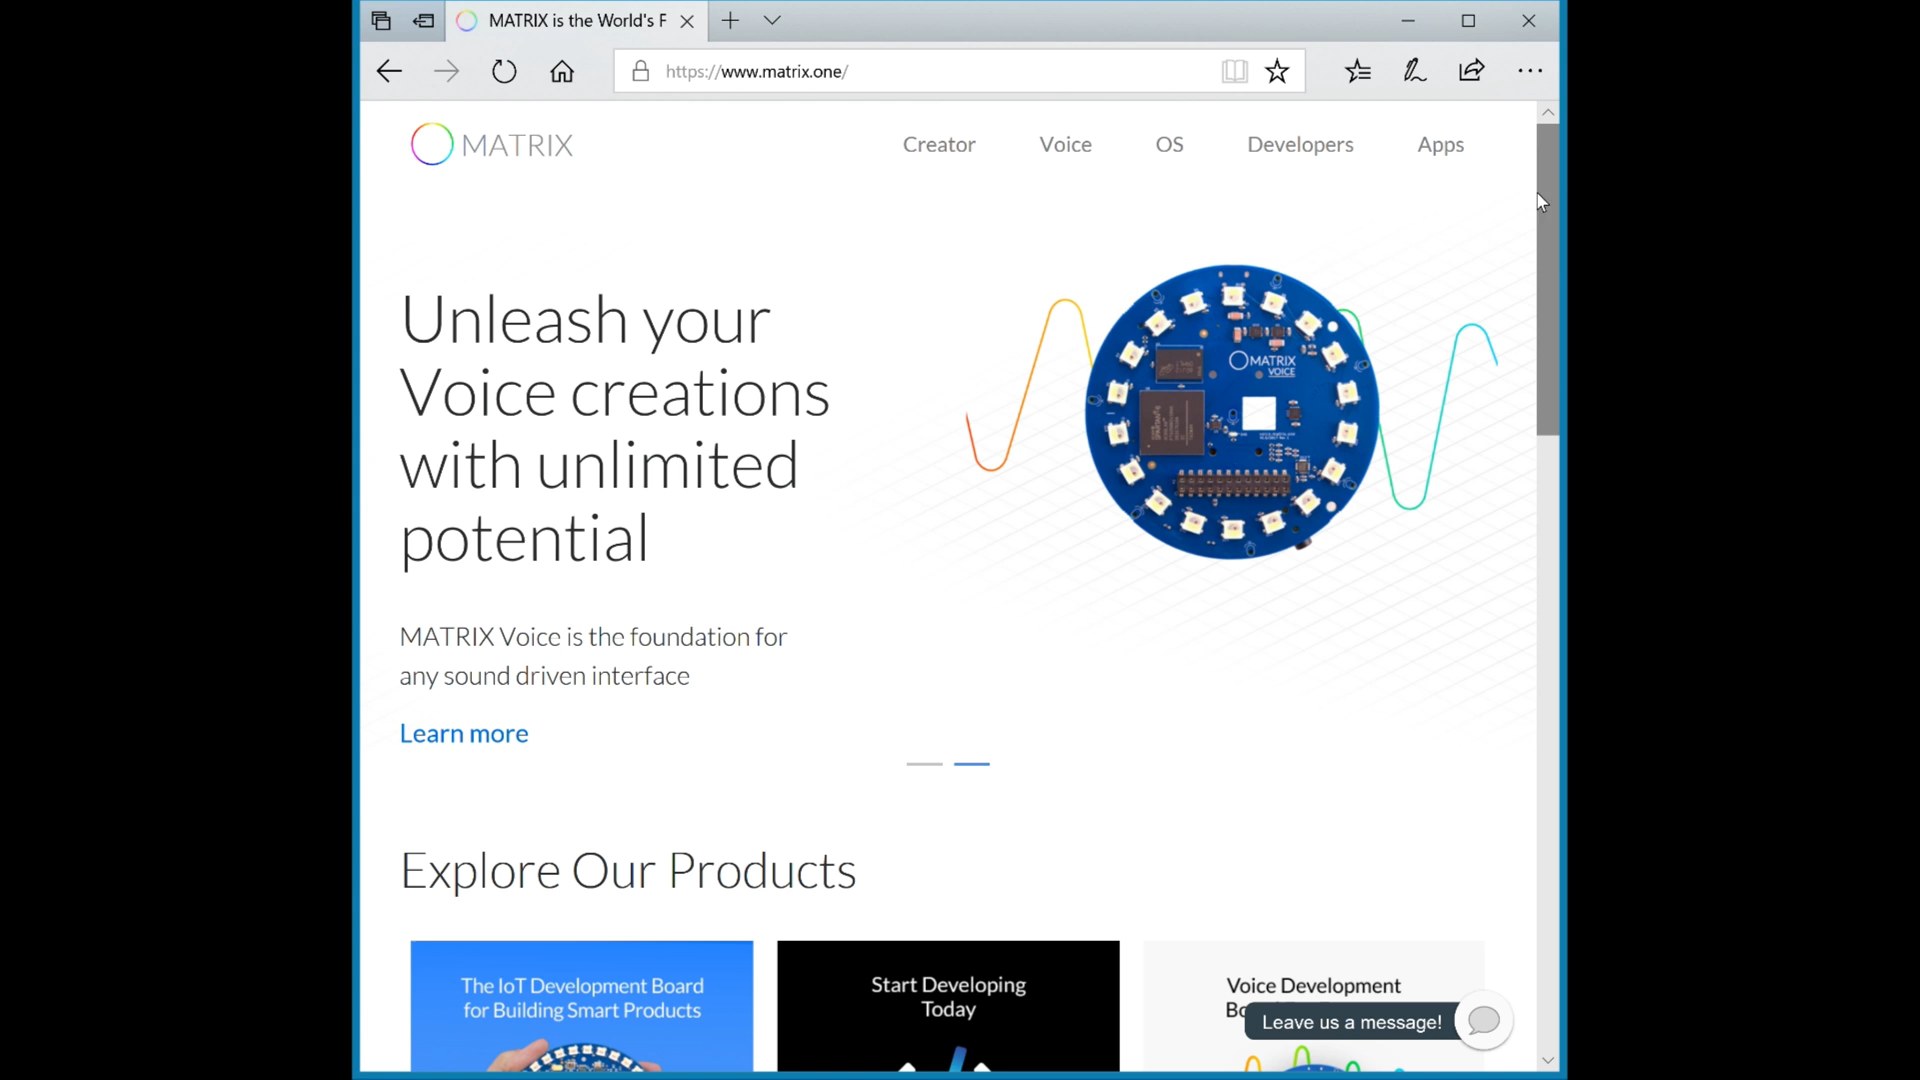 MATRIX is the World's F
https://www.matrix.one/
MATRIX
Creator
Voice
OS
Developers
Apps
MATRIX
VOICE
Unleash your
Voice creations
with unlimited
potential
MATRIX Voice is the foundation for
any sound driven interface
Learn more
Explore Our Products
The IoT Development Board
for Building Smart Products
Start Developing
Today
Voice Development
Leave us a message!